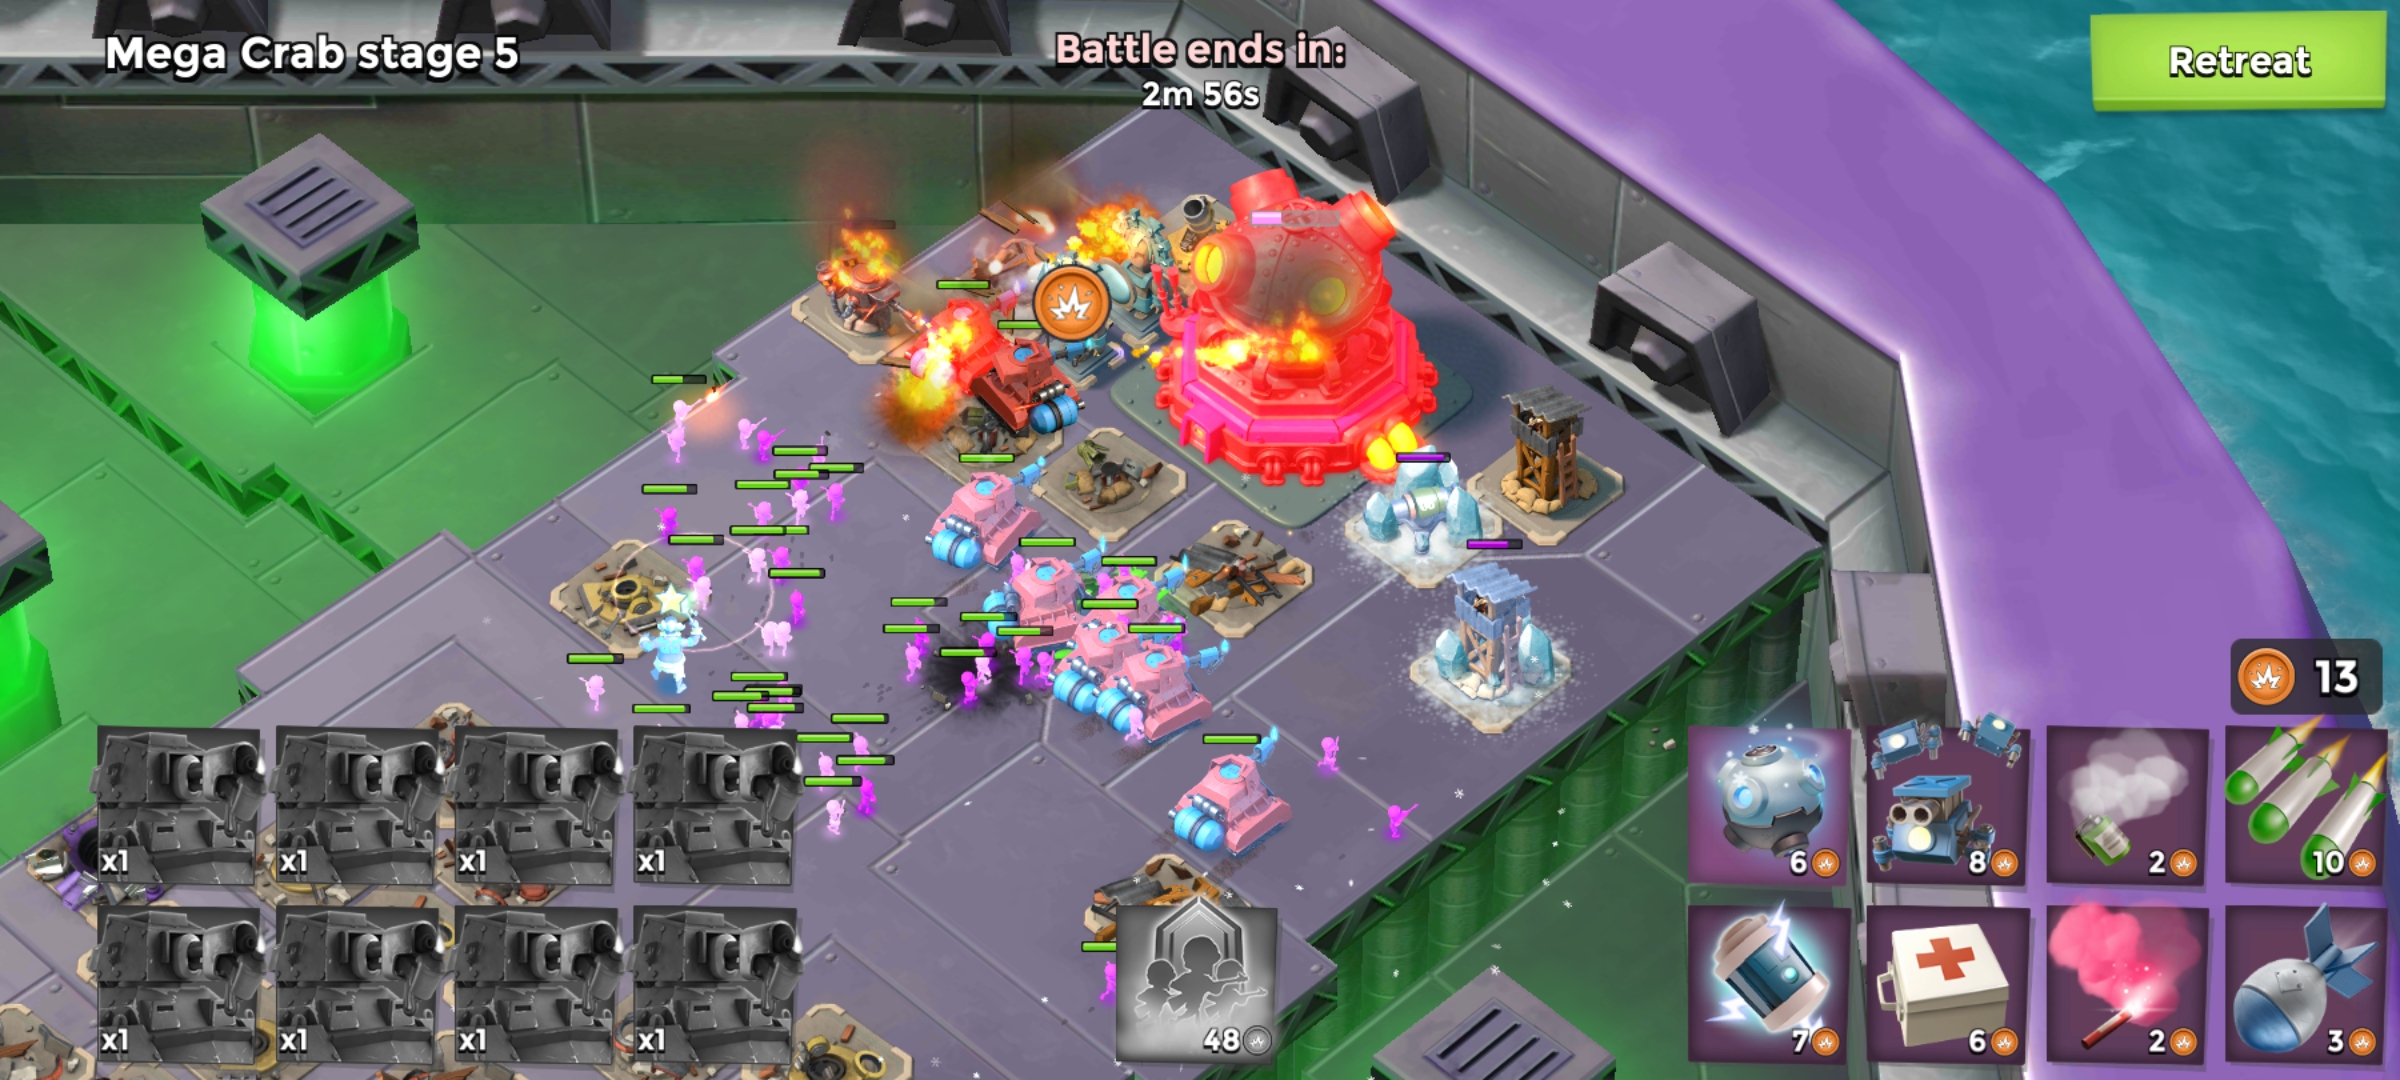 Mega Crab stage 5
Battle ends in:
2m 56s
Retreat
13
x1
x1
x1
x1
6
8
2
10
x1
x1
x1
x1
48
7
6
2
3